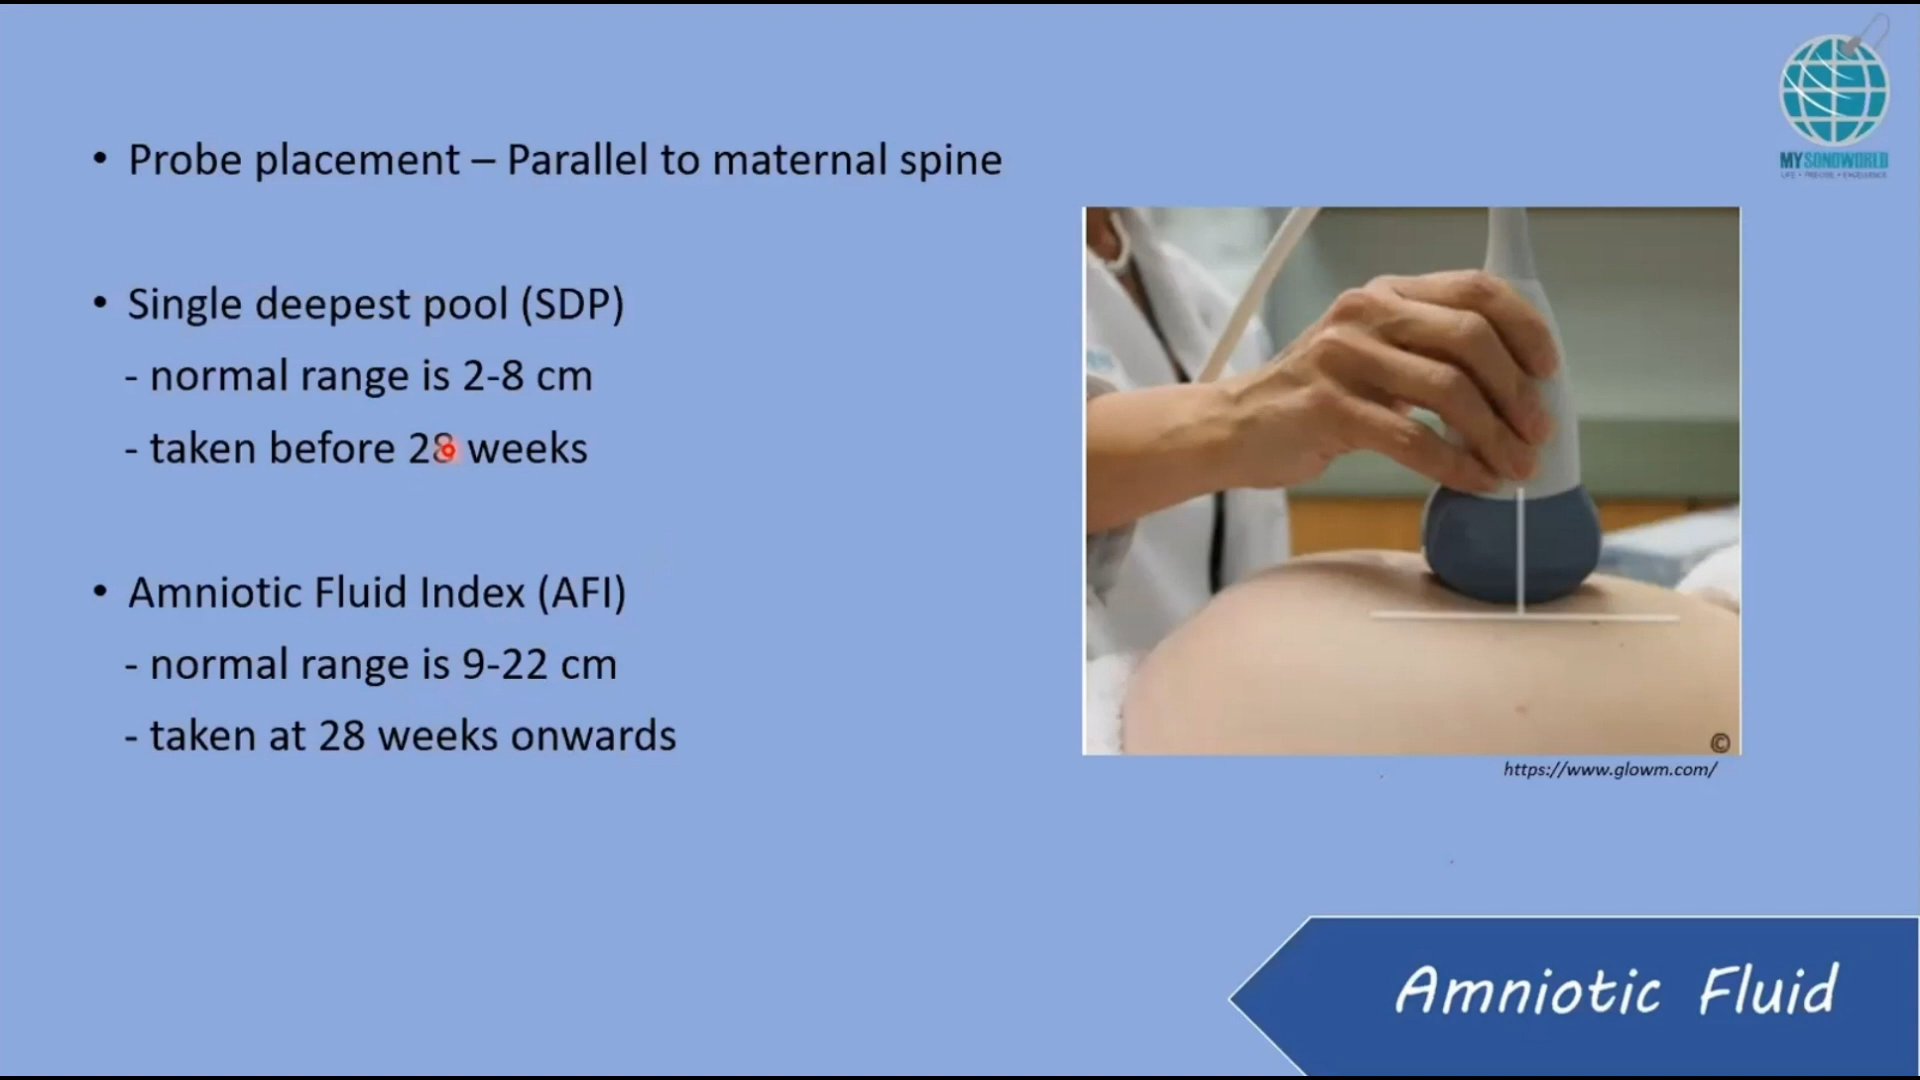 MYSONOWORLD
• Probe placement – Parallel to maternal spine
• Single deepest pool (SDP)
- normal range is 2-8 cm
- taken before 28 weeks
• Amniotic Fluid Index (AFI)
- normal range is 9-22 cm
- taken at 28 weeks onwards
©
https://www.glowm.com/
Amniotic Fluid